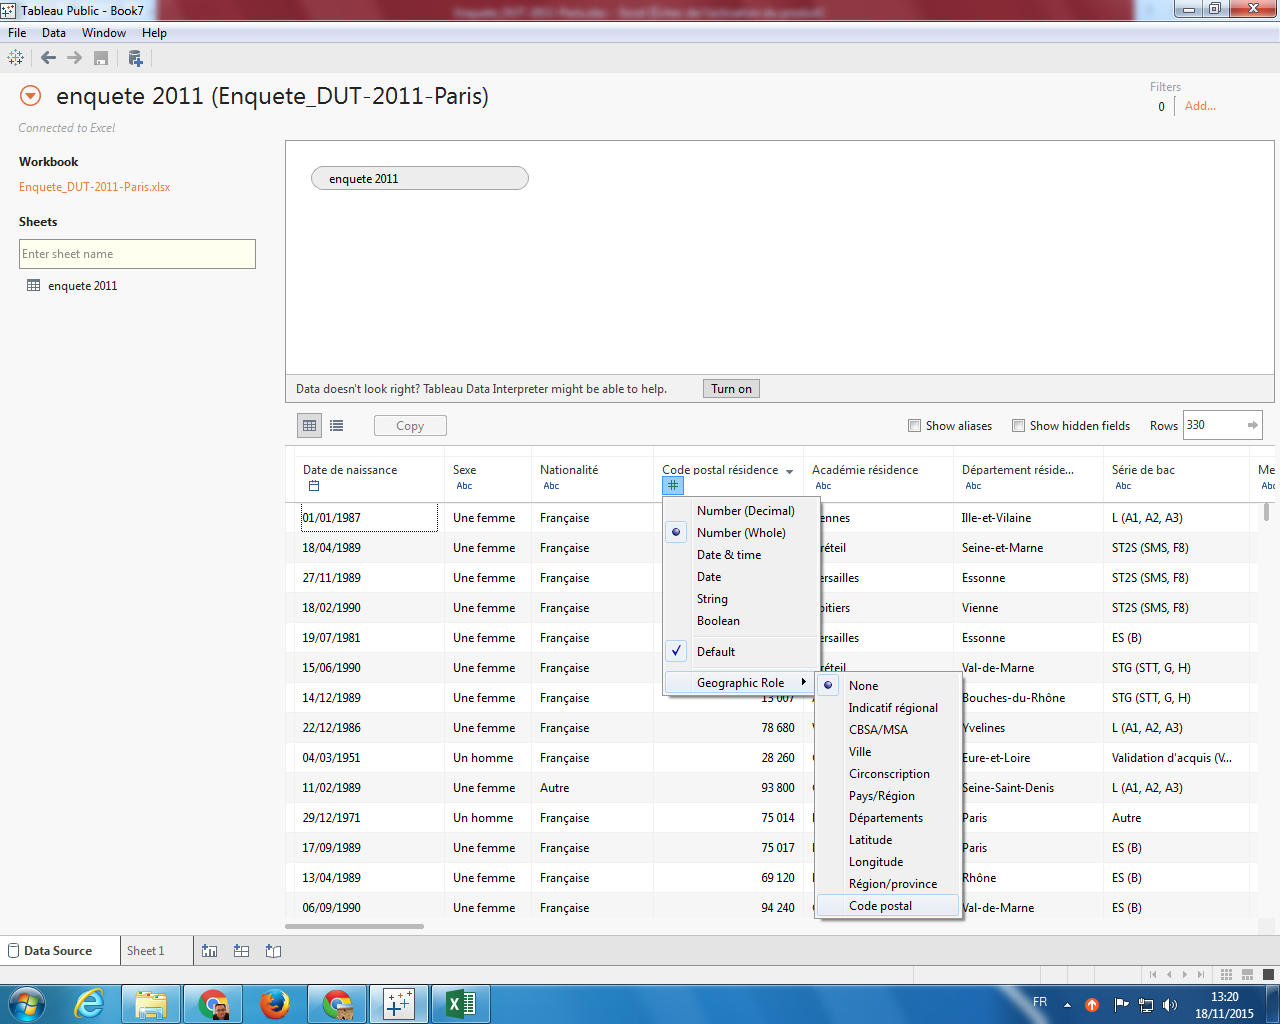 Tableau Public - Book7
File Data Window Help
enquete 2011 (Enquete_DUT-2011-Paris)
Filters
0 Add...
Connected to Excel
Workbook
Enquete_DUT-2011-Paris.xlsx
Sheets
Enter sheet name
enquete 2011
enquete 2011
Data doesn't look right? Tableau Data Interpreter might be able to help. Turn on
Copy Show aliases Show hidden fields Rows 330
Date de naissance Sexe Nationalité Code postal résidence Académie résidence Département réside... Série de bac Me
Abc Abc # Abc Abc Abc Abc
01/01/1987 Une femme Française ennes Ille-et-Vilaine L (A1, A2, A3)
18/04/1989 Une femme Française réteil Seine-et-Marne ST2S (SMS, F8)
27/11/1989 Une femme Française ersailles Essonne ST2S (SMS, F8)
18/02/1990 Une femme Française oitiers Vienne ST2S (SMS, F8)
19/07/1981 Une femme Française ersailles Essonne ES (B)
15/06/1990 Une femme Française réteil Val-de-Marne STG (STT, G, H)
14/12/1989 Une femme Française 13 007 Bouches-du-Rhône STG (STT, G, H)
22/12/1986 Une femme Française 78 680 Yvelines L (A1, A2, A3)
04/03/1951 Un homme Française 28 260 Eure-et-Loire Validation d'acquis (V...
11/02/1989 Une femme Autre 93 800 Seine-Saint-Denis L (A1, A2, A3)
29/12/1971 Un homme Française 75 014 Paris Autre
17/09/1989 Une femme Française 75 017 Paris ES (B)
13/04/1989 Une femme Française 69 120 Rhône ES (B)
06/09/1990 Une femme Française 94 240 Val-de-Marne ES (B)
Number (Decimal)
Number (Whole)
Date & time
Date
String
Boolean
Default
Geographic Role
None
Indicatif régional
CBSA/MSA
Ville
Circonscription
Pays/Région
Départements
Latitude
Longitude
Région/province
Code postal
Data Source Sheet 1
FR 13:20
18/11/2015